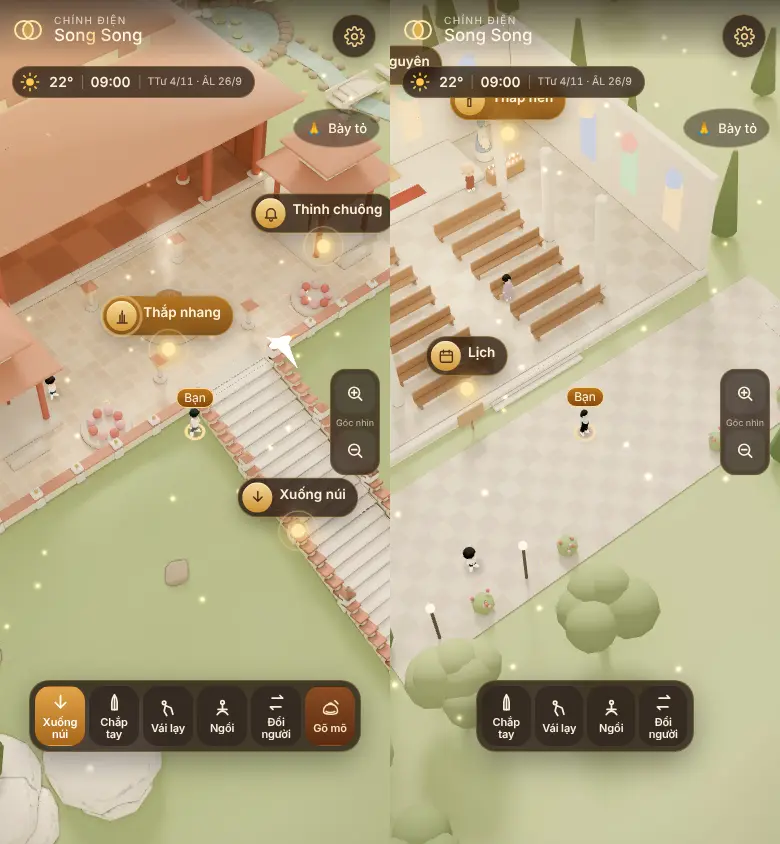 CHÍNH ĐIỆN
Song Song
22° 09:00 TTư 4/11 · ÂL 26/9
Bày tỏ
Thỉnh chuông
Thắp nhang
Bạn
Góc nhìn
Xuống núi
Xuống núi
Chắp tay
Vái lạy
Ngồi
Đổi người
Gõ mõ
CHÍNH ĐIỆN
Song Song
guyên
22° 09:00 TTư 4/11 · ÂL 26/9
Thắp nến
Bày tỏ
Lịch
Bạn
Góc nhìn
Chắp tay
Vái lạy
Ngồi
Đổi người